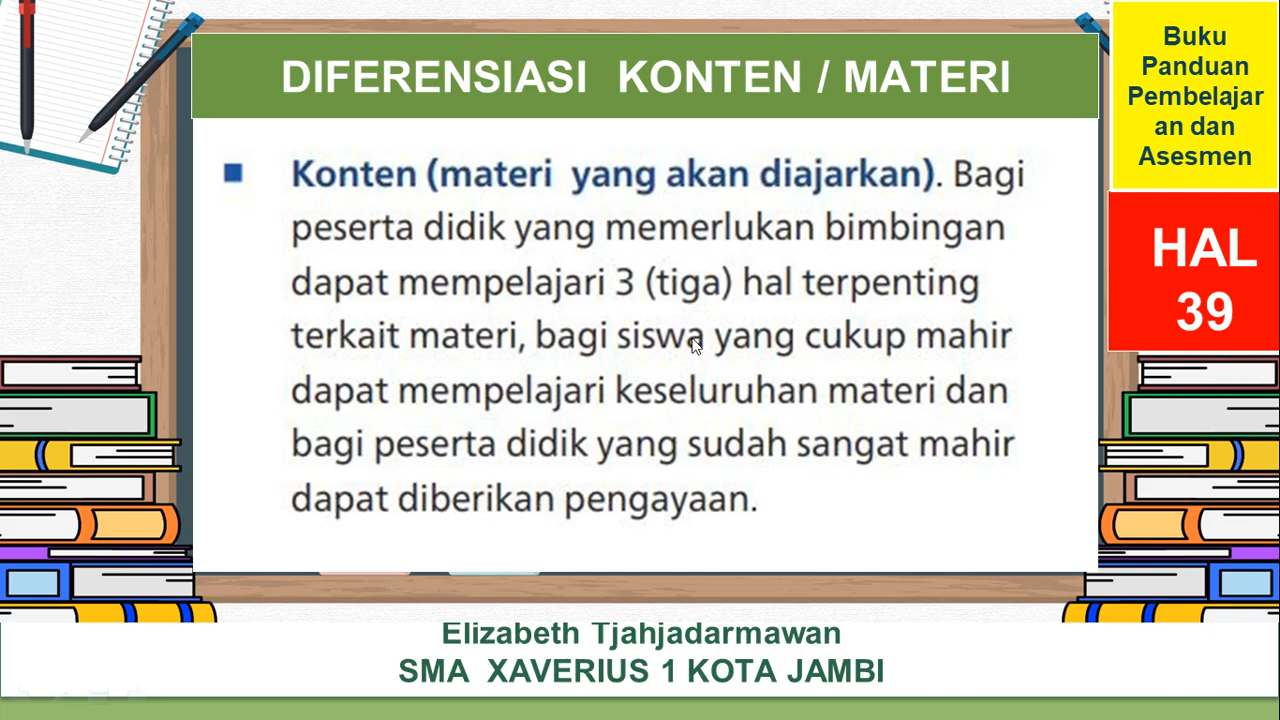 DIFERENSIASI KONTEN / MATERI
Konten (materi yang akan diajarkan). Bagi
peserta didik yang memerlukan bimbingan
dapat mempelajari 3 (tiga) hal terpenting
terkait materi, bagi siswa yang cukup mahir
dapat mempelajari keseluruhan materi dan
bagi peserta didik yang sudah sangat mahir
dapat diberikan pengayaan.
Buku
Panduan
Pembelajar
an dan
Asesmen
HAL
39
Elizabeth Tjahjadarmawan
SMA XAVERIUS 1 KOTA JAMBI